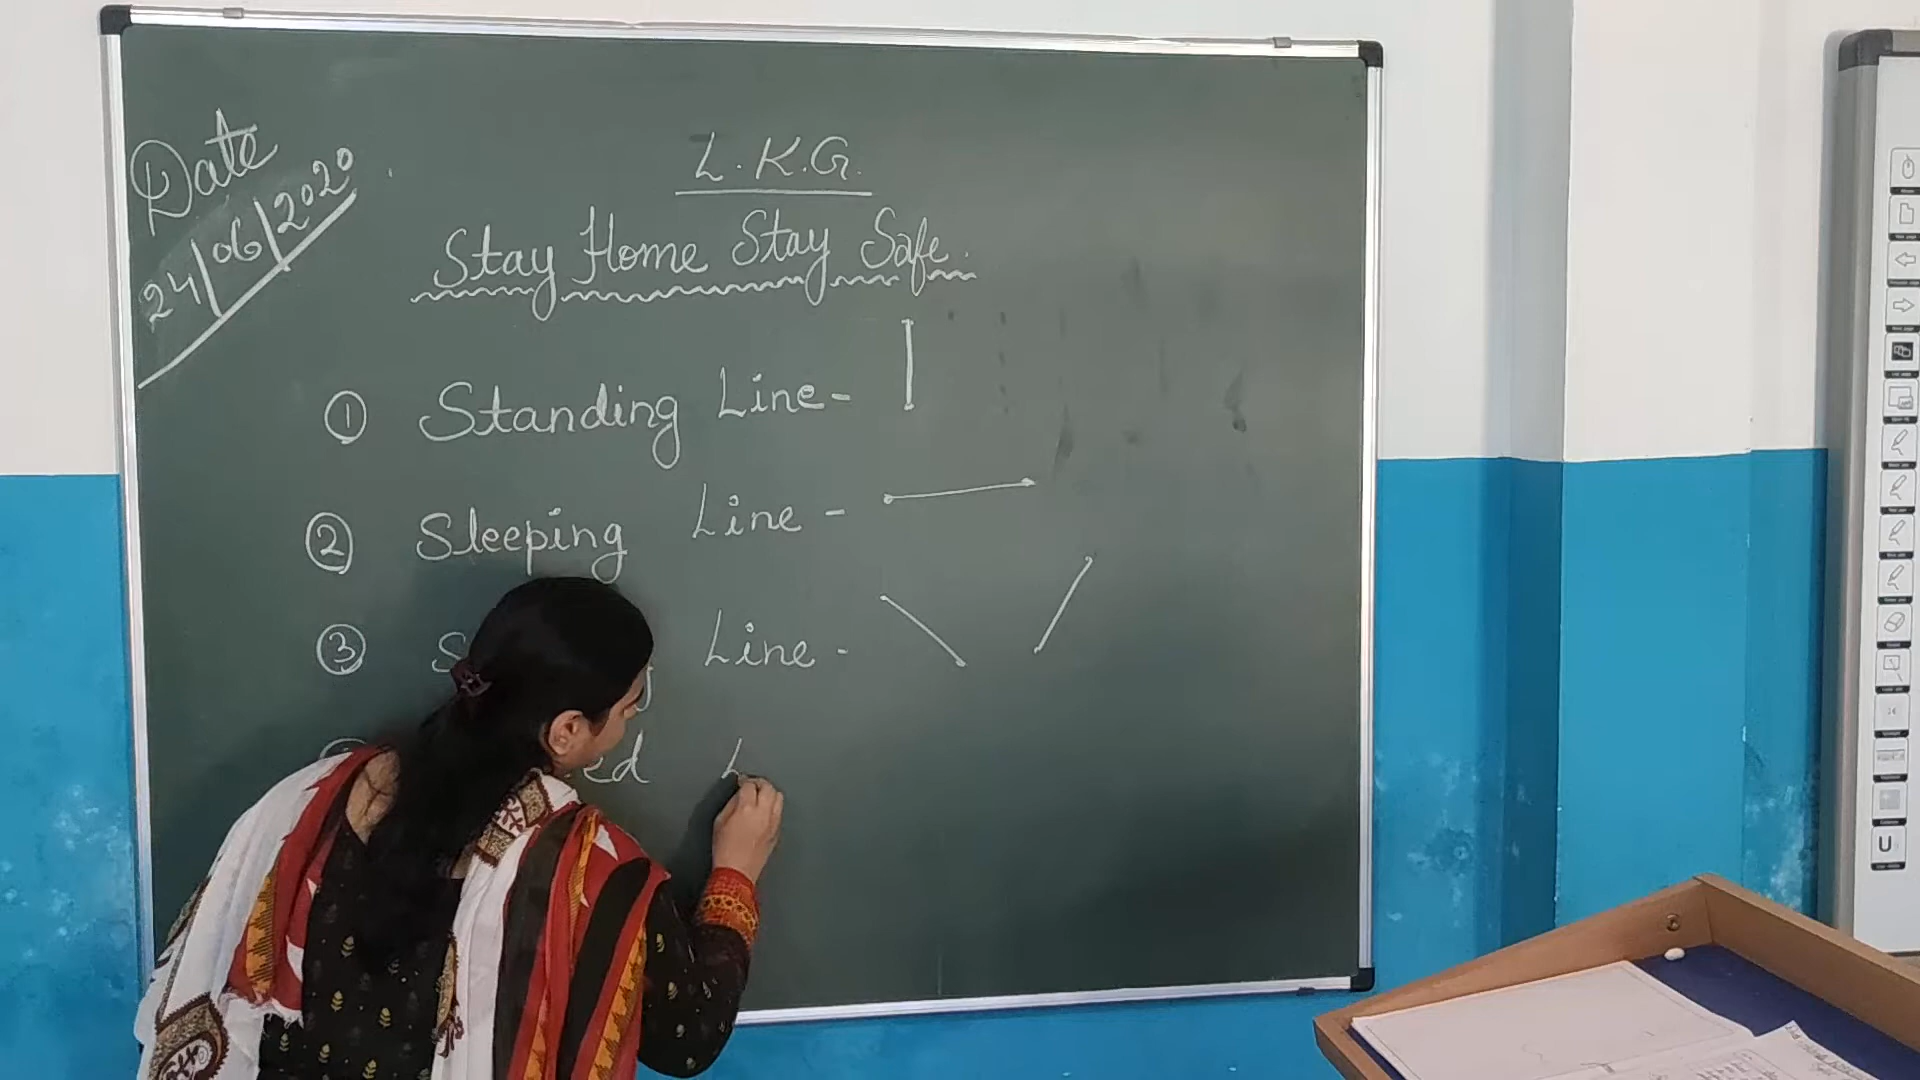 Date
24/06/2020
L.K.G.
Stay Home Stay Safe.
① Standing Line-
② Sleeping Line -
③ Line -
L